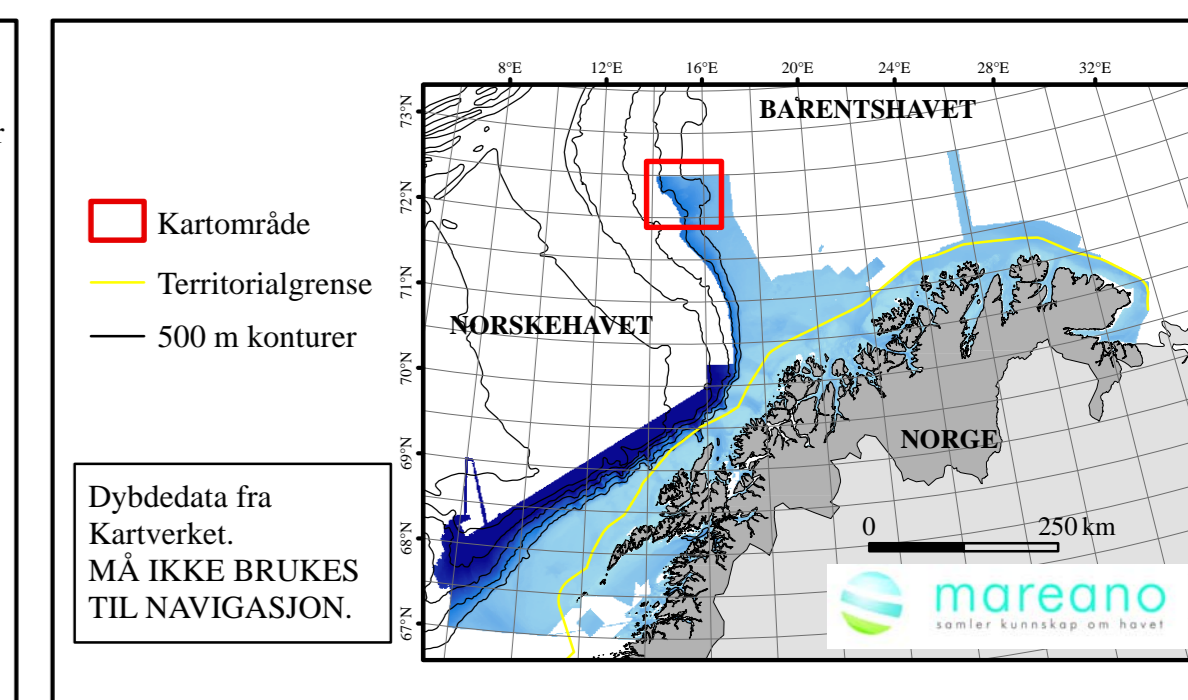 r
8°E 12°E 16°E 20°E 24°E 28°E 32°E
73°N
72°N
71°N
70°N
69°N
68°N
67°N
BARENTSHAVET
NORSKEHAVET
NORGE
Kartområde
Territorialgrense
500 m konturer
Dybdedata fra
Kartverket.
MÅ IKKE BRUKES
TIL NAVIGASJON.
0 250 km
mareano
samler kunnskap om havet